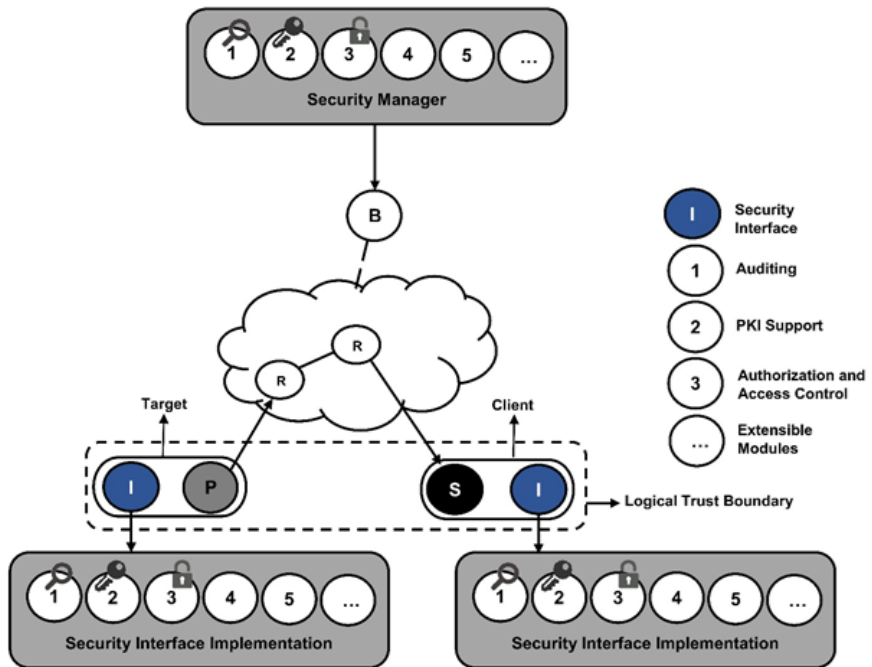 1 2 3 4 5 ...
Security Manager
B
R
R
Target
Client
I P
S I
Logical Trust Boundary
1 2 3 4 5 ...
Security Interface Implementation
1 2 3 4 5 ...
Security Interface Implementation
I Security
Interface
1 Auditing
2 PKI Support
3 Authorization and
Access Control
... Extensible
Modules